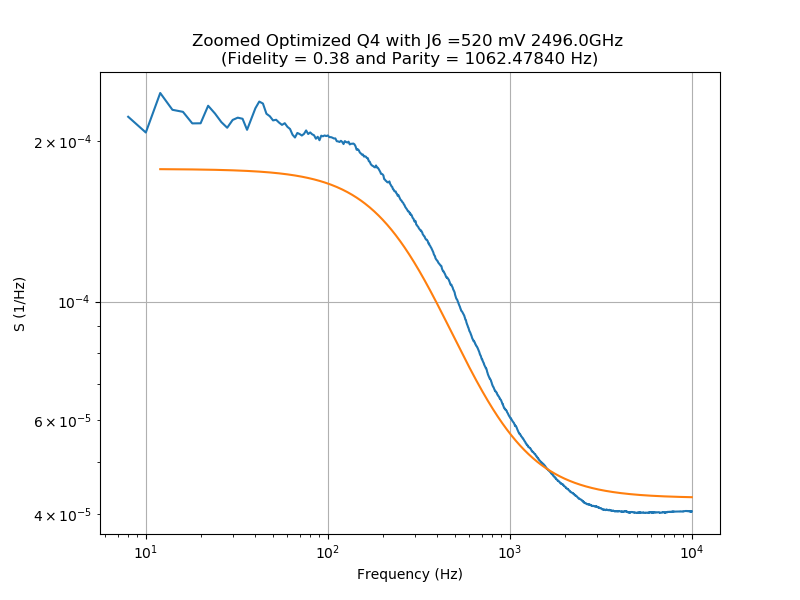 Zoomed Optimized Q4 with J6 =520 mV 2496.0GHz
(Fidelity = 0.38 and Parity = 1062.47840 Hz)
S (1/Hz)
2 × 10⁻⁴
10⁻⁴
6 × 10⁻⁵
4 × 10⁻⁵
10¹ 10² 10³ 10⁴
Frequency (Hz)